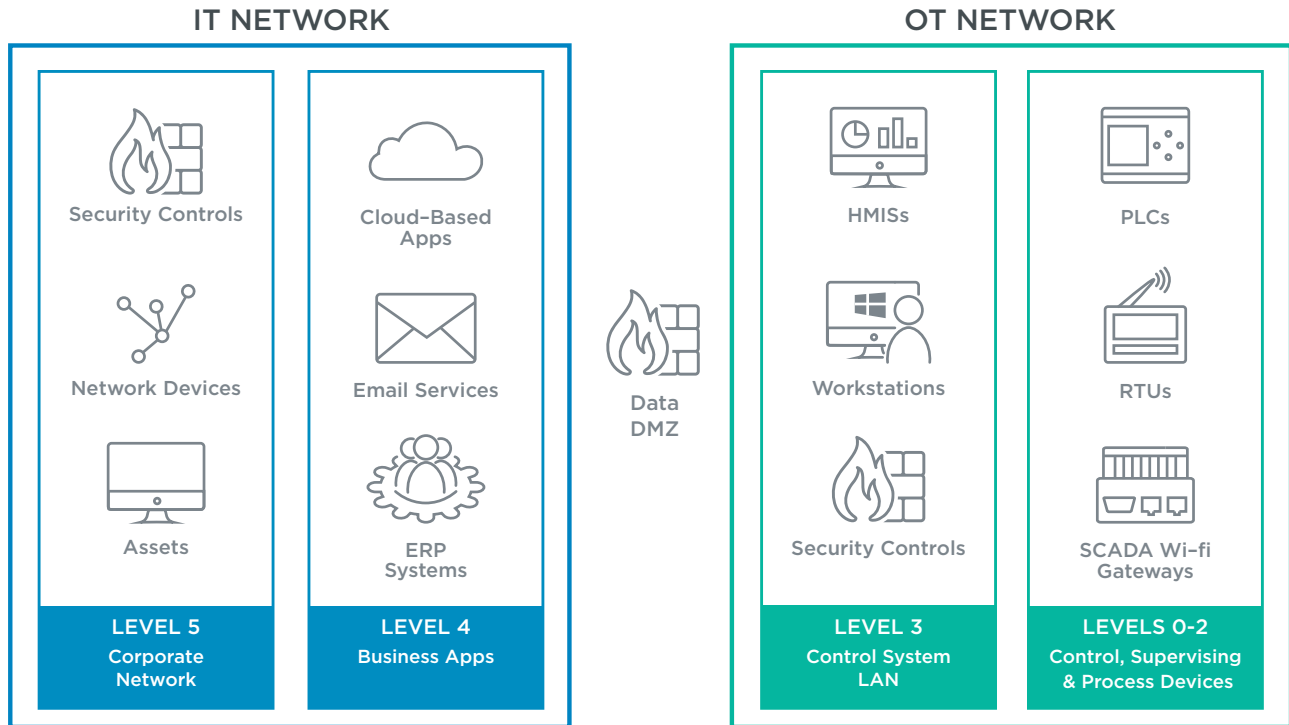 IT NETWORK
Security Controls
Network Devices
Assets
LEVEL 5
Corporate
Network
Cloud–Based
Apps
Email Services
ERP
Systems
LEVEL 4
Business Apps
Data
DMZ
OT NETWORK
HMISs
Workstations
Security Controls
LEVEL 3
Control System
LAN
PLCs
RTUs
SCADA Wi–fi
Gateways
LEVELS 0-2
Control, Supervising
& Process Devices